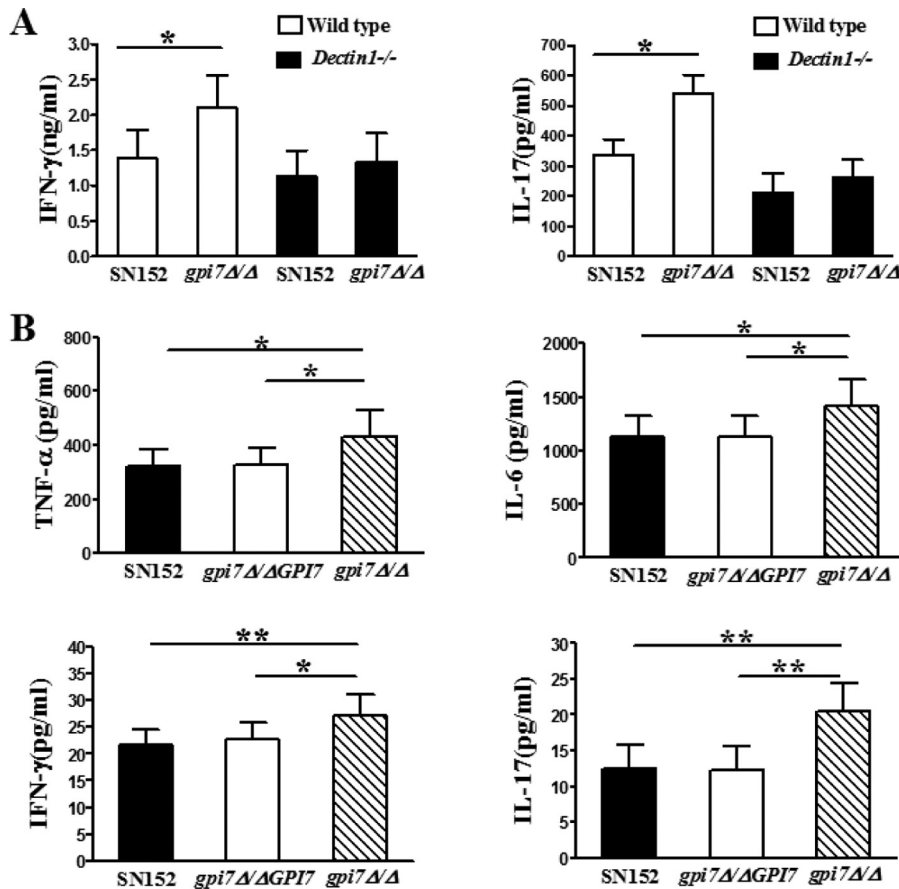 A
Wild type
Dectin1-/-
*
IFN-γ(ng/ml)
3.0
2.5
2.0
1.5
1.0
0.5
0.0
SN152 gpi7Δ/Δ SN152 gpi7Δ/Δ
Wild type
Dectin1-/-
*
IL-17(pg/ml)
700
600
500
400
300
200
100
0
SN152 gpi7Δ/Δ SN152 gpi7Δ/Δ
B
*
*
TNF-α (pg/ml)
800
600
400
200
0
SN152 gpi7Δ/ΔGPI7 gpi7Δ/Δ
*
*
IL-6 (pg/ml)
2000
1500
1000
500
0
SN152 gpi7Δ/ΔGPI7 gpi7Δ/Δ
**
*
IFN-γ(pg/ml)
40
35
30
25
20
15
10
5
0
SN152 gpi7Δ/ΔGPI7 gpi7Δ/Δ
**
**
IL-17(pg/ml)
30
25
20
15
10
5
0
SN152 gpi7Δ/ΔGPI7 gpi7Δ/Δ